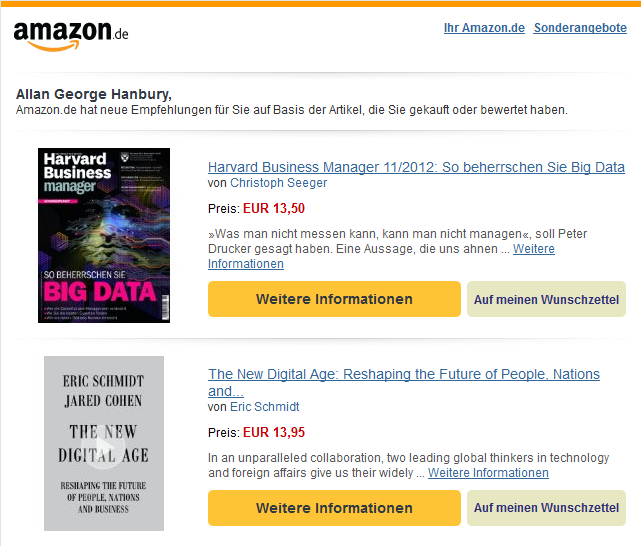 amazon.de
Ihr Amazon.de Sonderangebote
Allan George Hanbury,
Amazon.de hat neue Empfehlungen für Sie auf Basis der Artikel, die Sie gekauft oder bewertet haben.
Harvard
Business
manager
SO BEHERRSCHEN SIE
BIG DATA
Harvard Business Manager 11/2012: So beherrschen Sie Big Data
von Christoph Seeger
Preis: EUR 13,50
»Was man nicht messen kann, kann man nicht managen«, soll Peter
Drucker gesagt haben. Eine Aussage, die uns ahnen ... Weitere
Informationen
Weitere Informationen
Auf meinen Wunschzettel
ERIC SCHMIDT
JARED COHEN
THE NEW
DIGITAL AGE
RESHAPING THE FUTURE
OF PEOPLE, NATIONS
AND BUSINESS
The New Digital Age: Reshaping the Future of People, Nations
and...
von Eric Schmidt
Preis: EUR 13,95
In an unparalleled collaboration, two leading global thinkers in technology
and foreign affairs give us their widely ... Weitere Informationen
Weitere Informationen
Auf meinen Wunschzettel